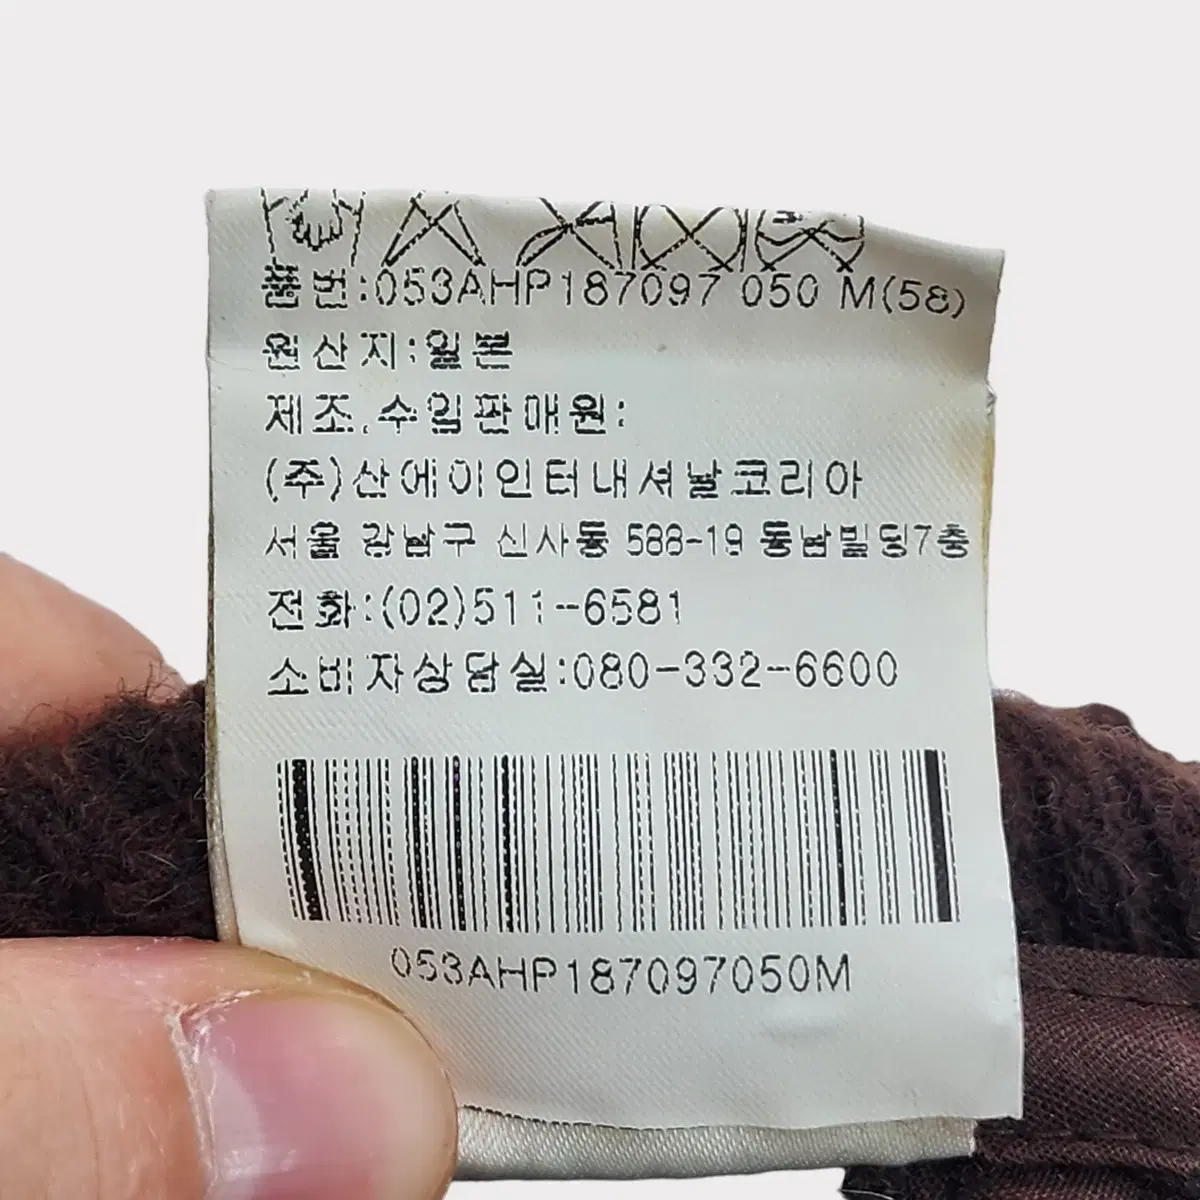 품번:053AHP187097 050 M(58)
원산지:일본
제조,수입판매원:
(주)산에이인터내셔날코리아
서울 강남구 신사동 588-19 동남빌딩7층
전화:(02)511-6581
소비자상담실:080-332-6600
053AHP187097050M